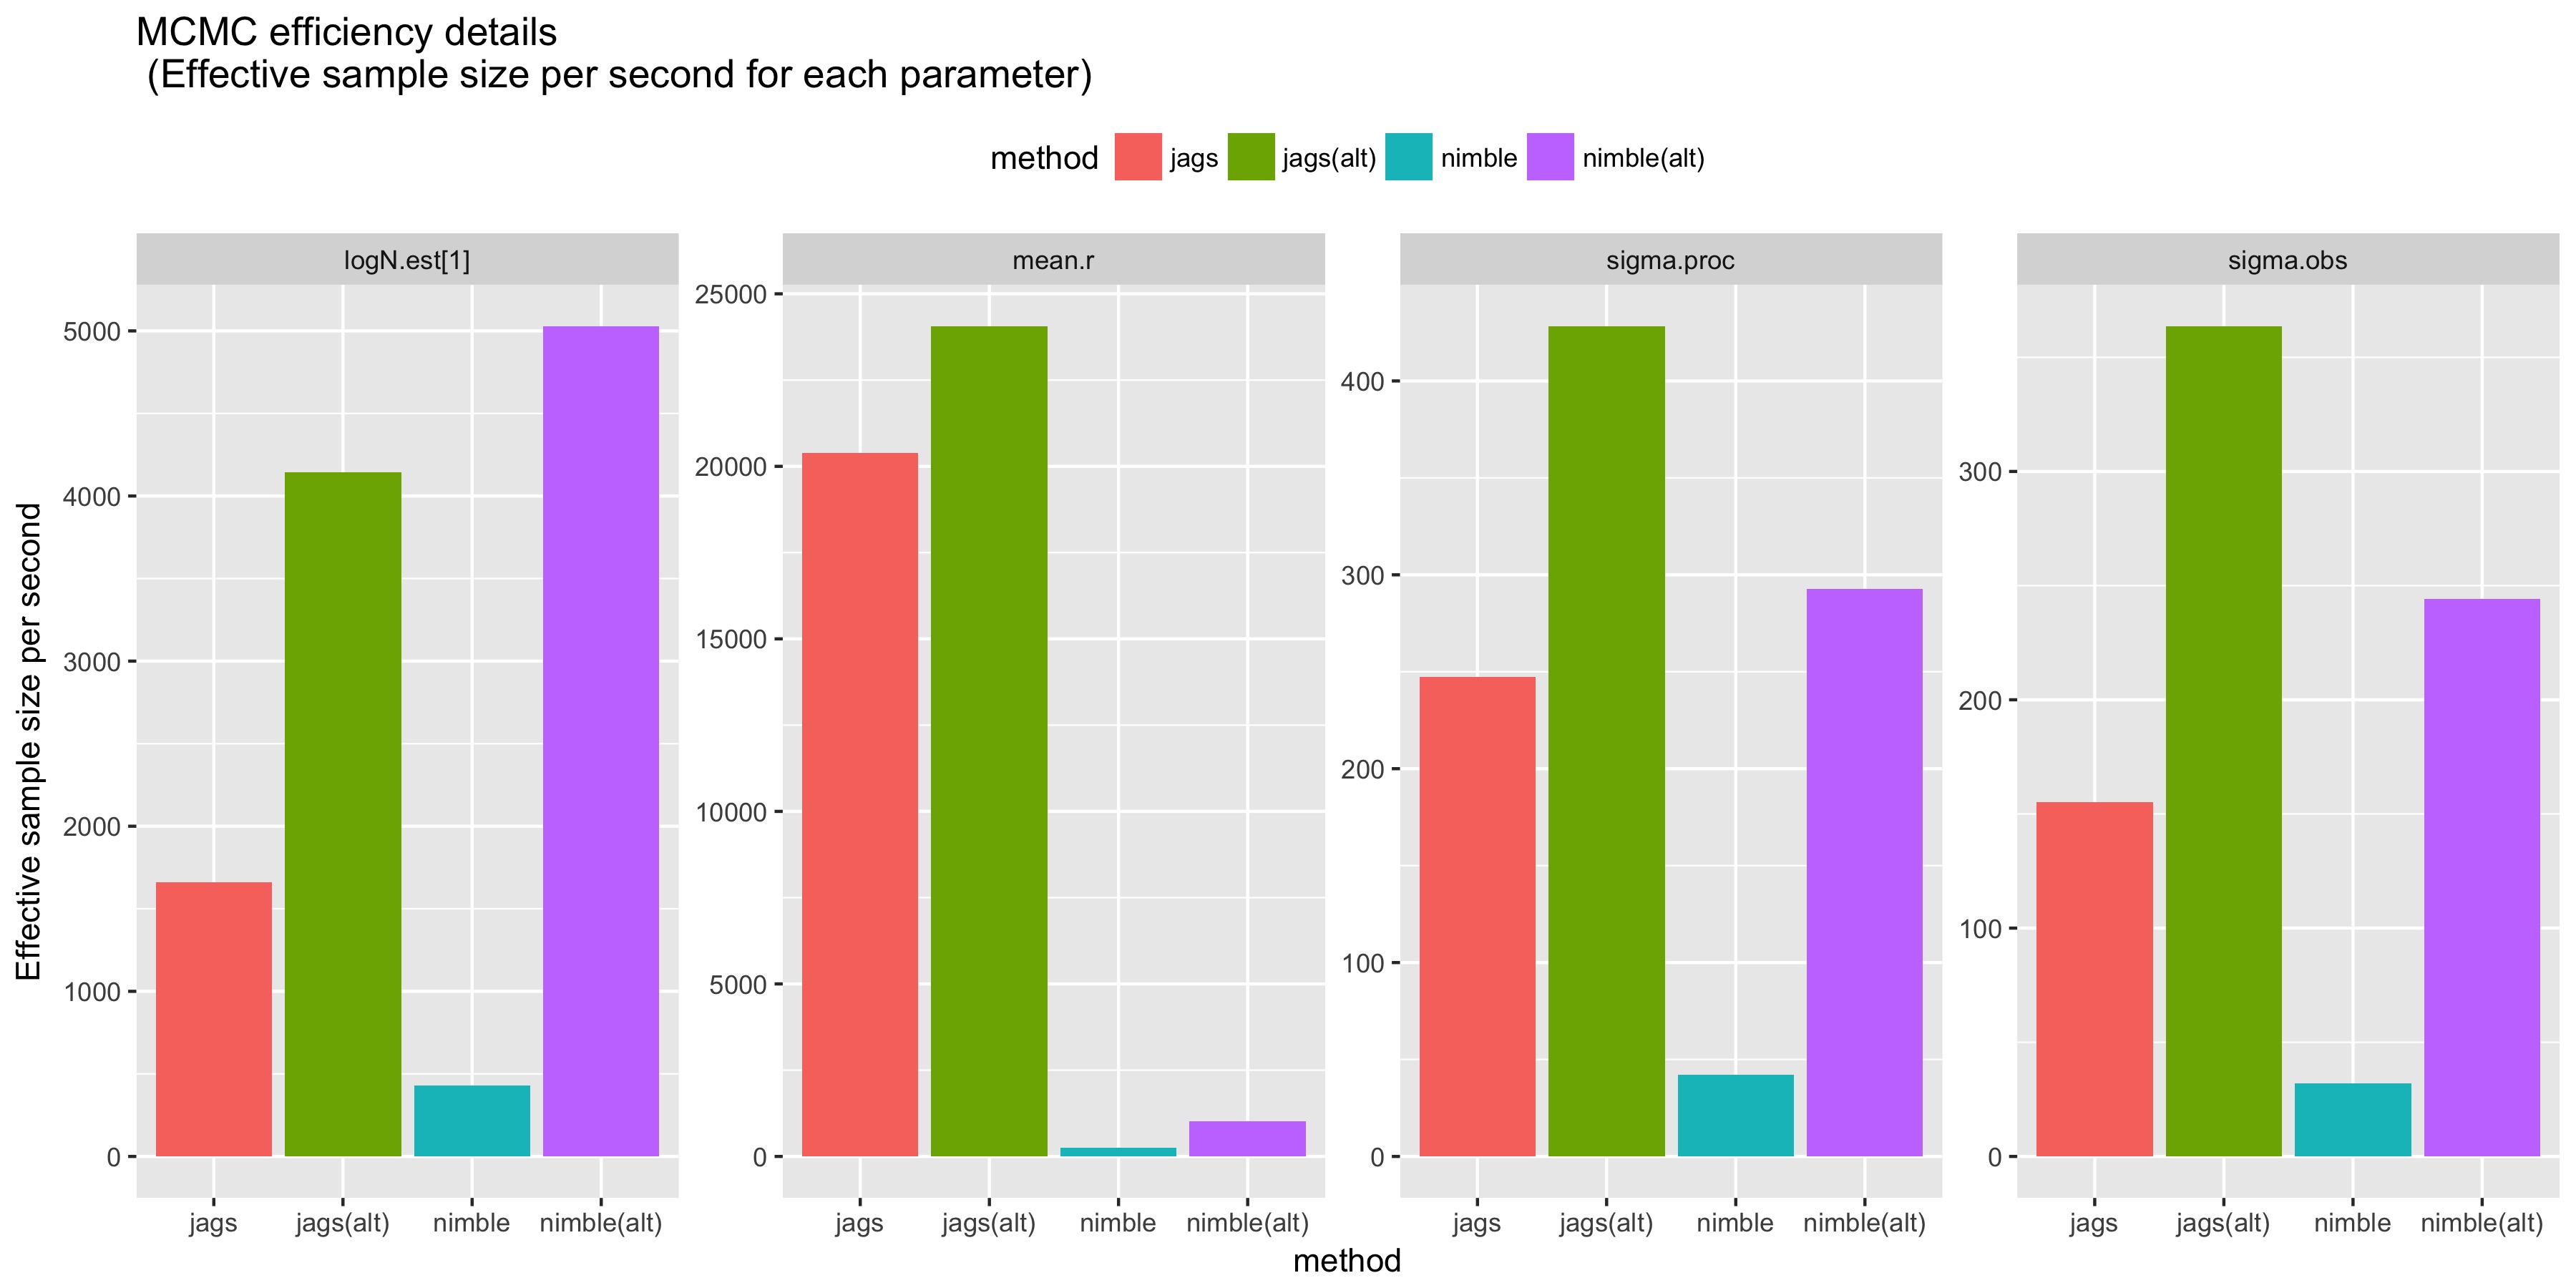 MCMC efficiency details
(Effective sample size per second for each parameter)
method jags jags(alt) nimble nimble(alt)
Effective sample size per second
logN.est[1]
5000
4000
3000
2000
1000
0
jags jags(alt) nimble nimble(alt)
mean.r
25000
20000
15000
10000
5000
0
jags jags(alt) nimble nimble(alt)
sigma.proc
400
300
200
100
0
jags jags(alt) nimble nimble(alt)
sigma.obs
300
200
100
0
jags jags(alt) nimble nimble(alt)
method